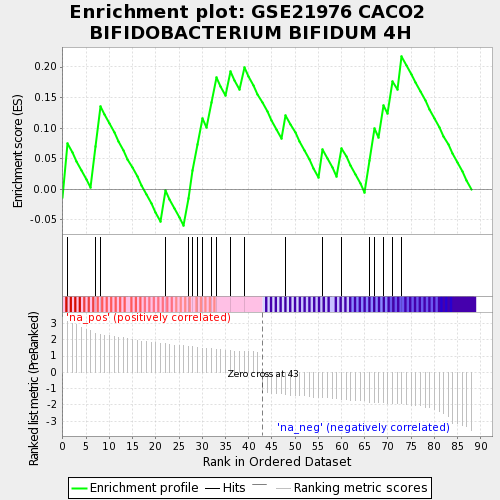 Enrichment plot: GSE21976 CACO2
BIFIDOBACTERIUM BIFIDUM 4H
Enrichment score (ES)
0.20
0.15
0.10
0.05
0.00
-0.05
'na_pos' (positively correlated)
Ranked list metric (PreRanked)
3
2
1
0
-1
-2
-3
Zero cross at 43
'na_neg' (negatively correlated)
0 5 10 15 20 25 30 35 40 45 50 55 60 65 70 75 80 85 90
Rank in Ordered Dataset
Enrichment profile Hits Ranking metric scores